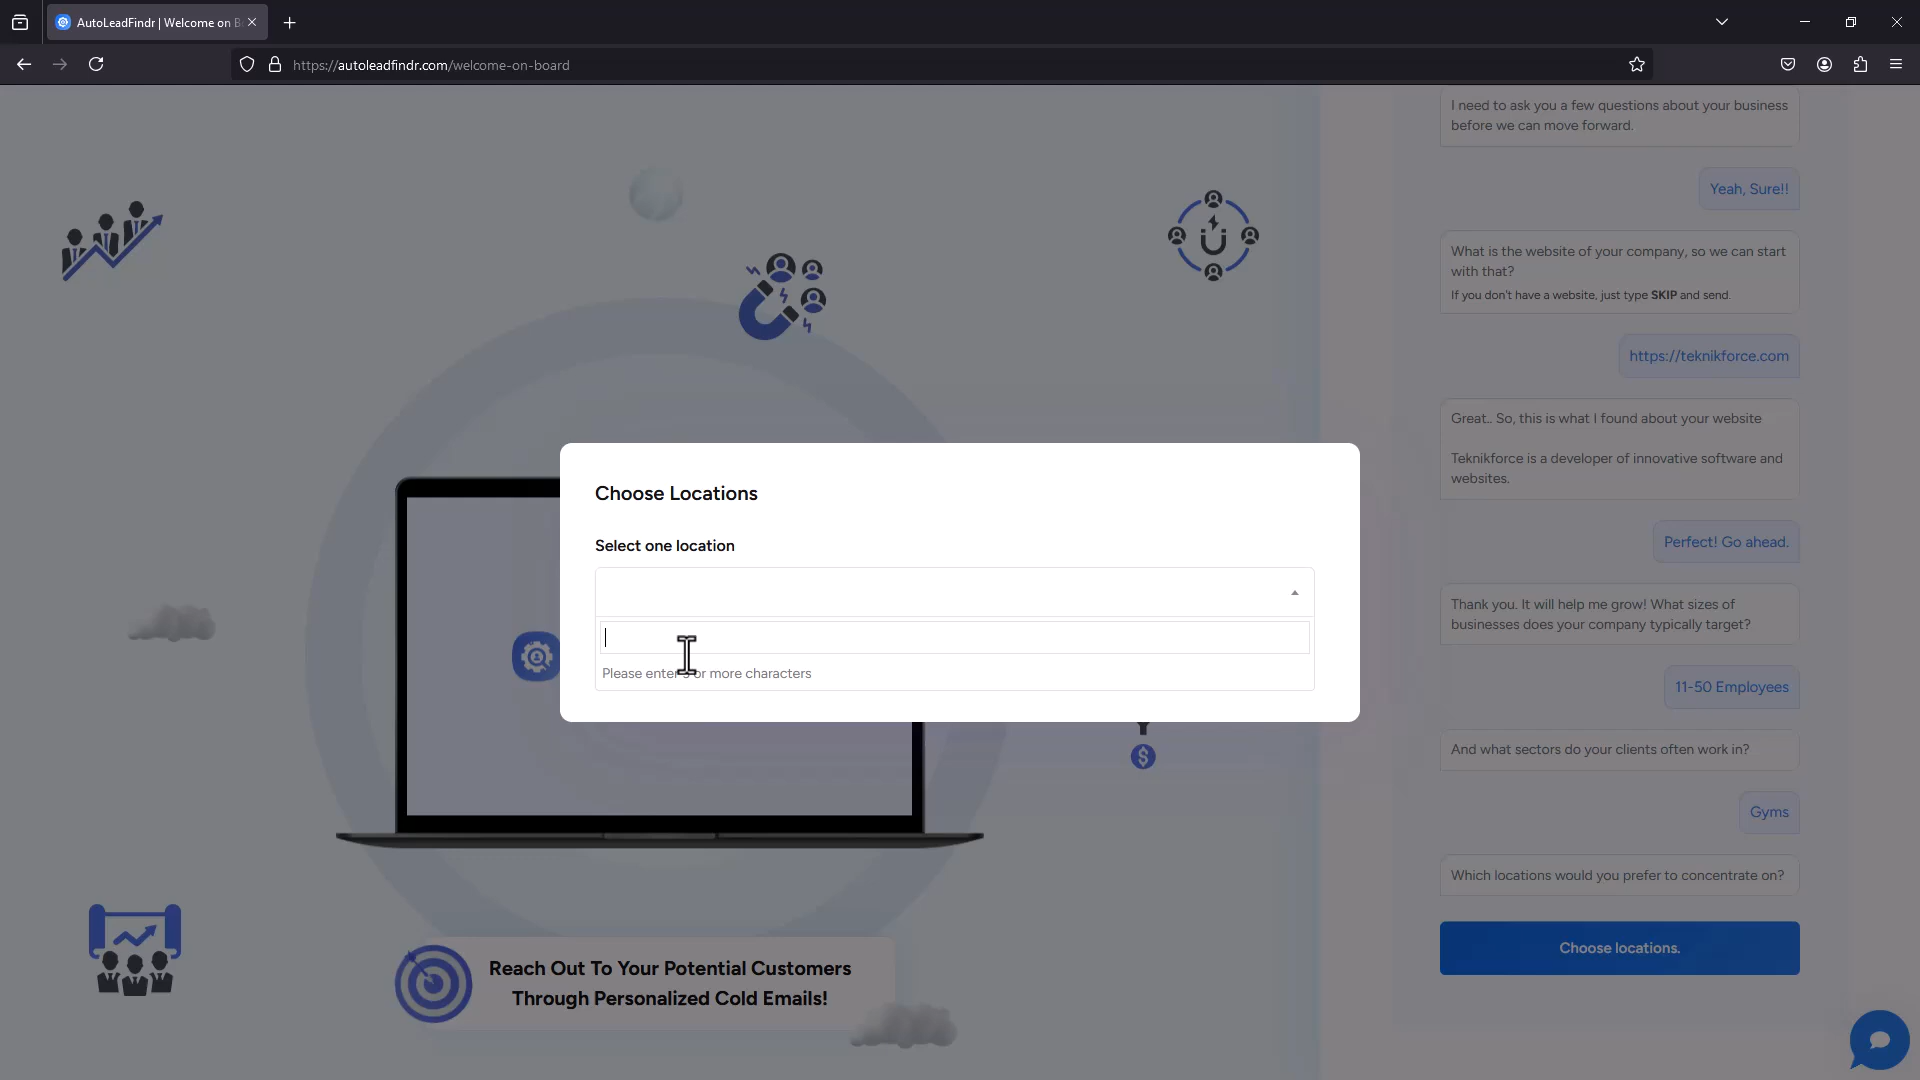 AutoLeadFindr | Welcome on B
https://autoleadfindr.com/welcome-on-board
I need to ask you a few questions about your business
before we can move forward.
Yeah, Sure!!
What is the website of your company, so we can start
with that?
If you don't have a website, just type SKIP and send.
https://teknikforce.com
Great.. So, this is what I found about your website
Teknikforce is a developer of innovative software and
websites.
Perfect! Go ahead.
Thank you. It will help me grow! What sizes of
businesses does your company typically target?
11-50 Employees
And what sectors do your clients often work in?
Gyms
Which locations would you prefer to concentrate on?
Choose locations.
Choose Locations
Select one location
Please enter or more characters
Reach Out To Your Potential Customers
Through Personalized Cold Emails!